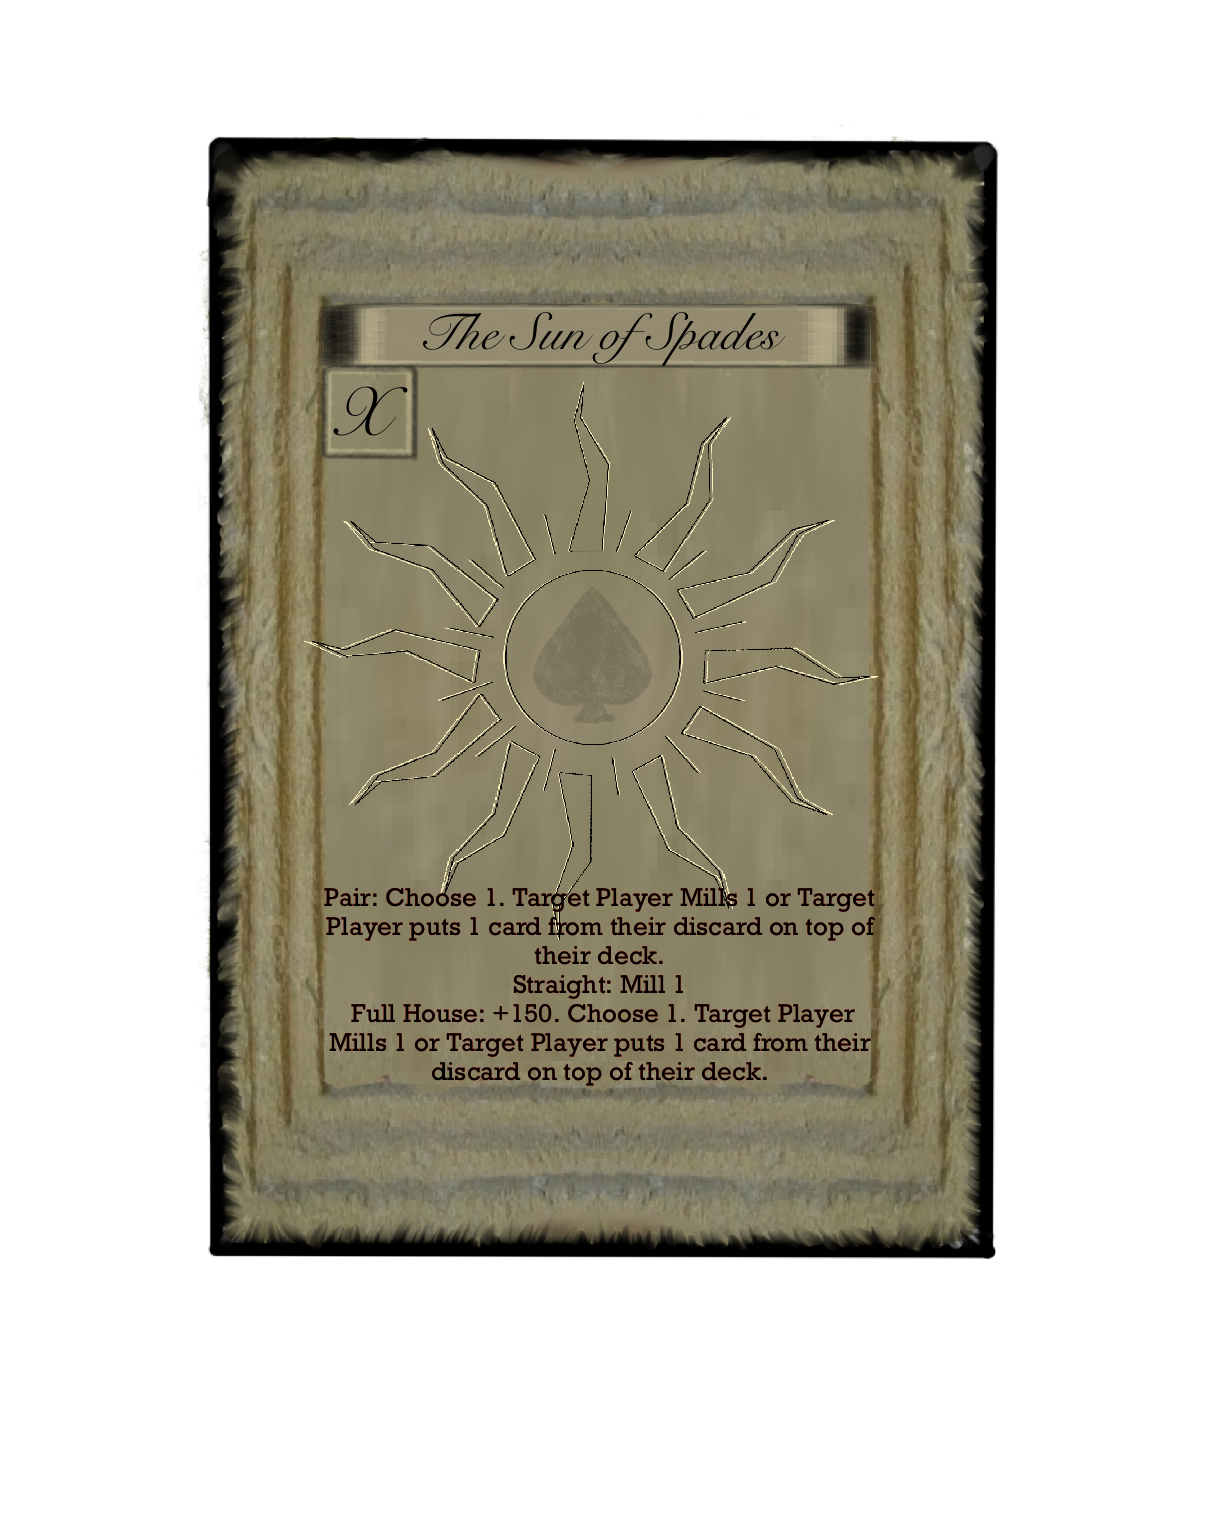 The Sun of Spades
X
Pair: Choose 1. Target Player Mills 1 or Target
Player puts 1 card from their discard on top of
their deck.
Straight: Mill 1
Full House: +150. Choose 1. Target Player
Mills 1 or Target Player puts 1 card from their
discard on top of their deck.